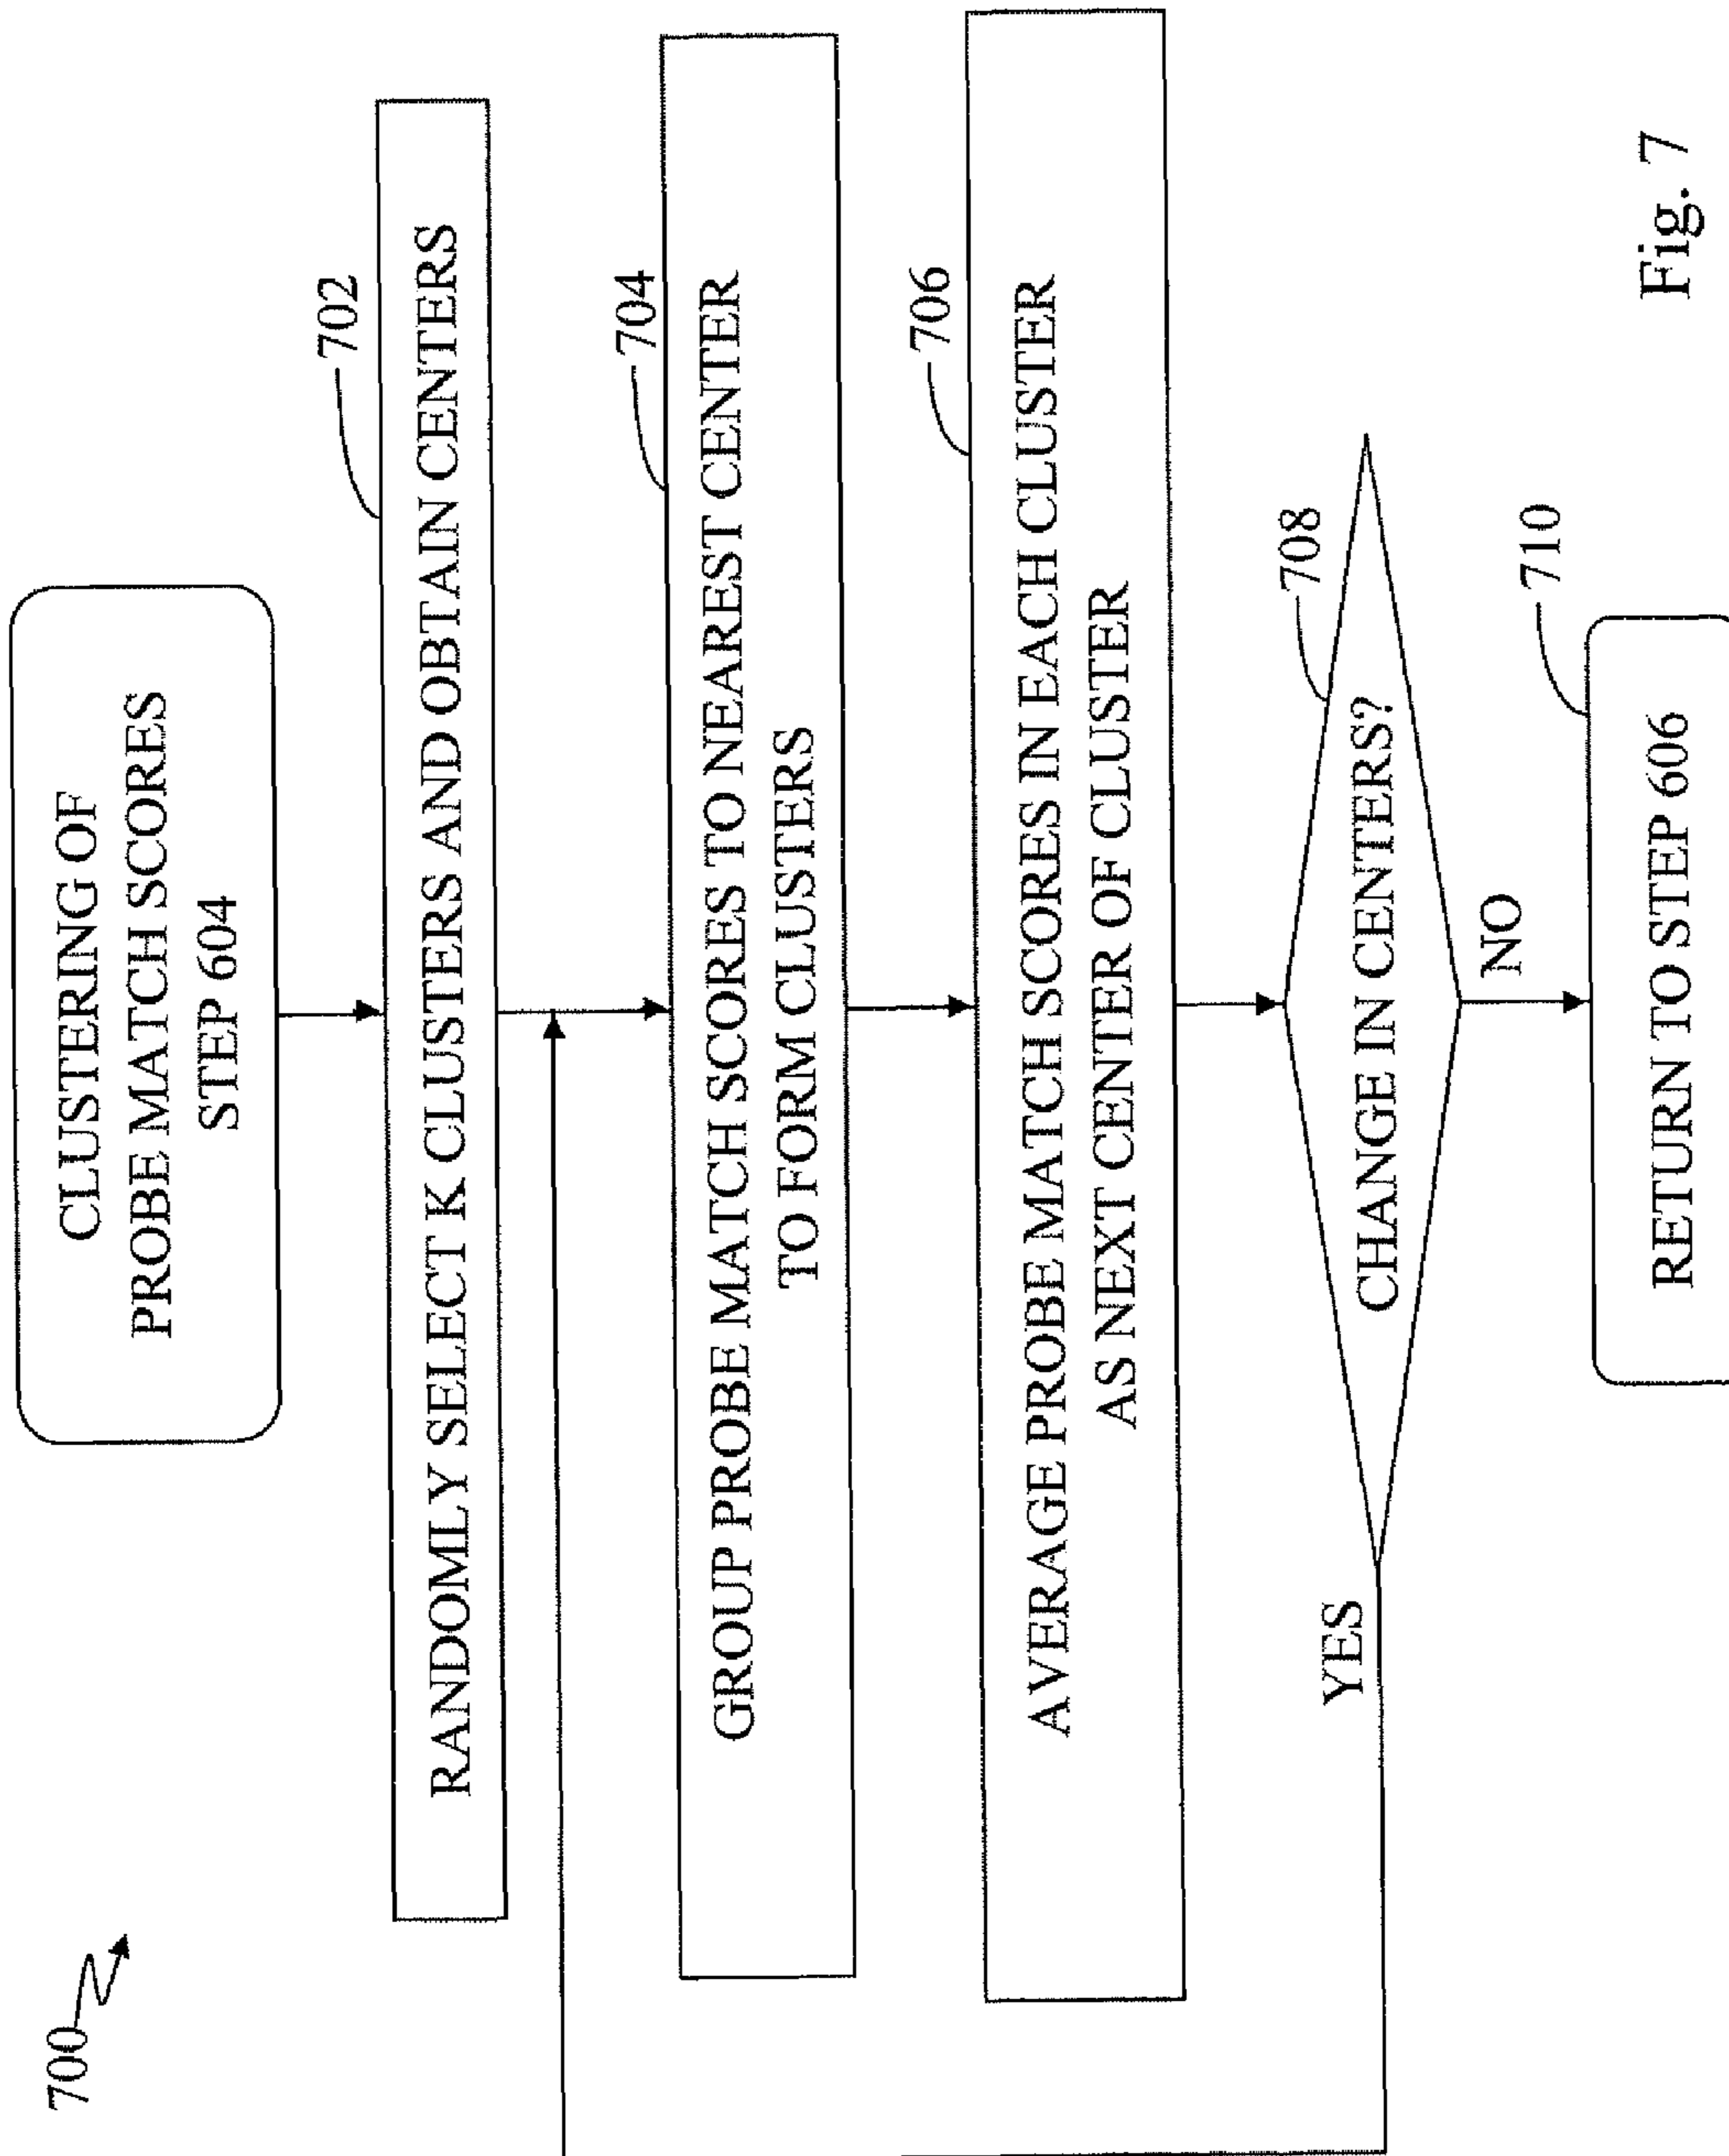 700
CLUSTERING OF
PROBE MATCH SCORES
STEP 604
702
RANDOMLY SELECT K CLUSTERS AND OBTAIN CENTERS
704
GROUP PROBE MATCH SCORES TO NEAREST CENTER
TO FORM CLUSTERS
706
AVERAGE PROBE MATCH SCORES IN EACH CLUSTER
AS NEXT CENTER OF CLUSTER
708
CHANGE IN CENTERS?
YES
NO
710
RETURN TO STEP 606
Fig. 7